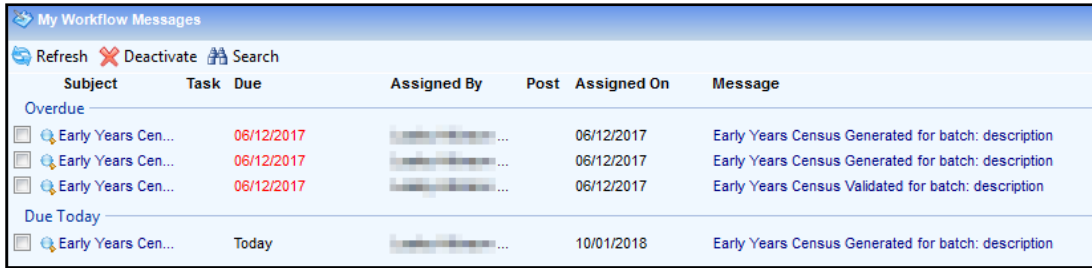 My Workflow Messages
Refresh Deactivate Search
Subject Task Due Assigned By Post Assigned On Message
Overdue
Early Years Cen... 06/12/2017 ... 06/12/2017 Early Years Census Generated for batch: description
Early Years Cen... 06/12/2017 ... 06/12/2017 Early Years Census Generated for batch: description
Early Years Cen... 06/12/2017 ... 06/12/2017 Early Years Census Validated for batch: description
Due Today
Early Years Cen... Today ... 10/01/2018 Early Years Census Generated for batch: description